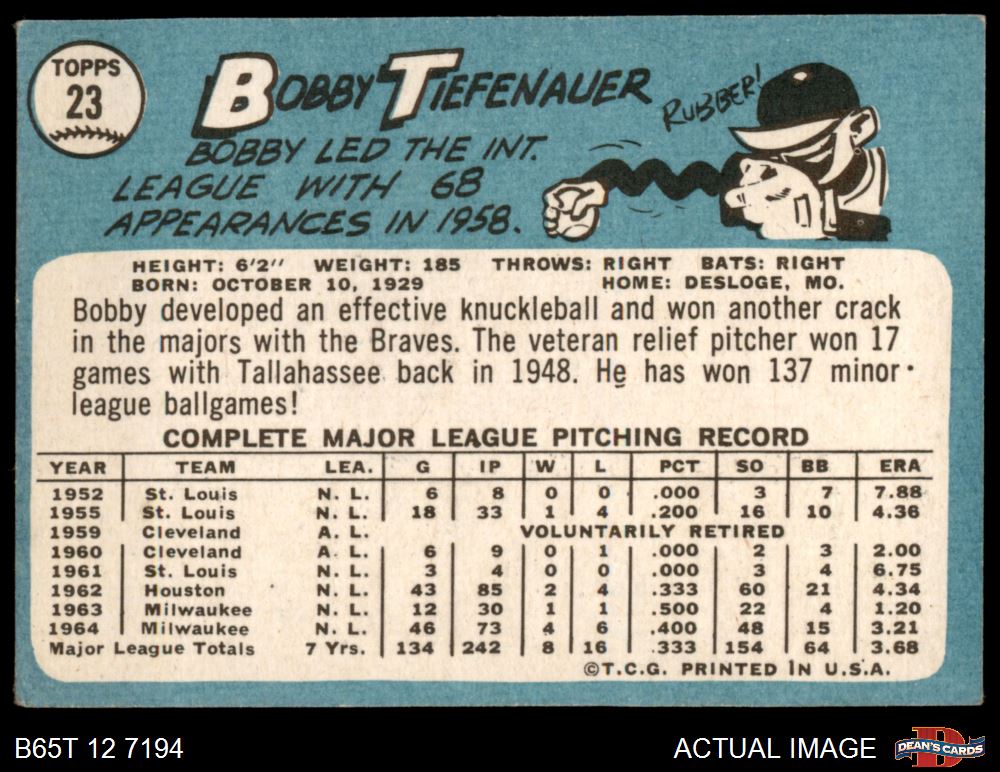 TOPPS
23
BOBBY TIEFENAUER
RUBBER!
BOBBY LED THE INT.
LEAGUE WITH 68
APPEARANCES IN 1958.
HEIGHT: 6'2" WEIGHT: 185 THROWS: RIGHT BATS: RIGHT
BORN: OCTOBER 10, 1929 HOME: DESLOGE, MO.
Bobby developed an effective knuckleball and won another crack
in the majors with the Braves. The veteran relief pitcher won 17
games with Tallahassee back in 1948. He has won 137 minor
league ballgames!
COMPLETE MAJOR LEAGUE PITCHING RECORD
YEAR TEAM LEA. G IP W L PCT SO BB ERA
1952 St. Louis N. L. 6 8 0 0 .000 3 7 7.88
1955 St. Louis N. L. 18 33 1 4 .200 16 10 4.36
1959 Cleveland A. L. VOLUNTARILY RETIRED
1960 Cleveland A. L. 6 9 0 1 .000 2 3 2.00
1961 St. Louis N. L. 3 4 0 0 .000 3 4 6.75
1962 Houston N. L. 43 85 2 4 .333 60 21 4.34
1963 Milwaukee N. L. 12 30 1 1 .500 22 4 1.20
1964 Milwaukee N. L. 46 73 4 6 .400 48 15 3.21
Major League Totals 7 Yrs. 134 242 8 16 .333 154 64 3.68
©T.C.G. PRINTED IN U.S.A.
B65T 12 7194 ACTUAL IMAGE DEAN'S CARDS